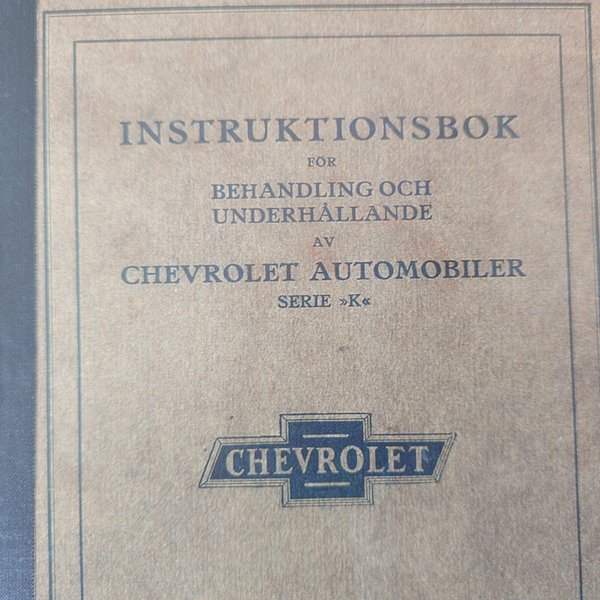 INSTRUKTIONSBOK
FÖR
BEHANDLING OCH
UNDERHÅLLANDE
AV
CHEVROLET AUTOMOBILER
SERIE »K«
CHEVROLET